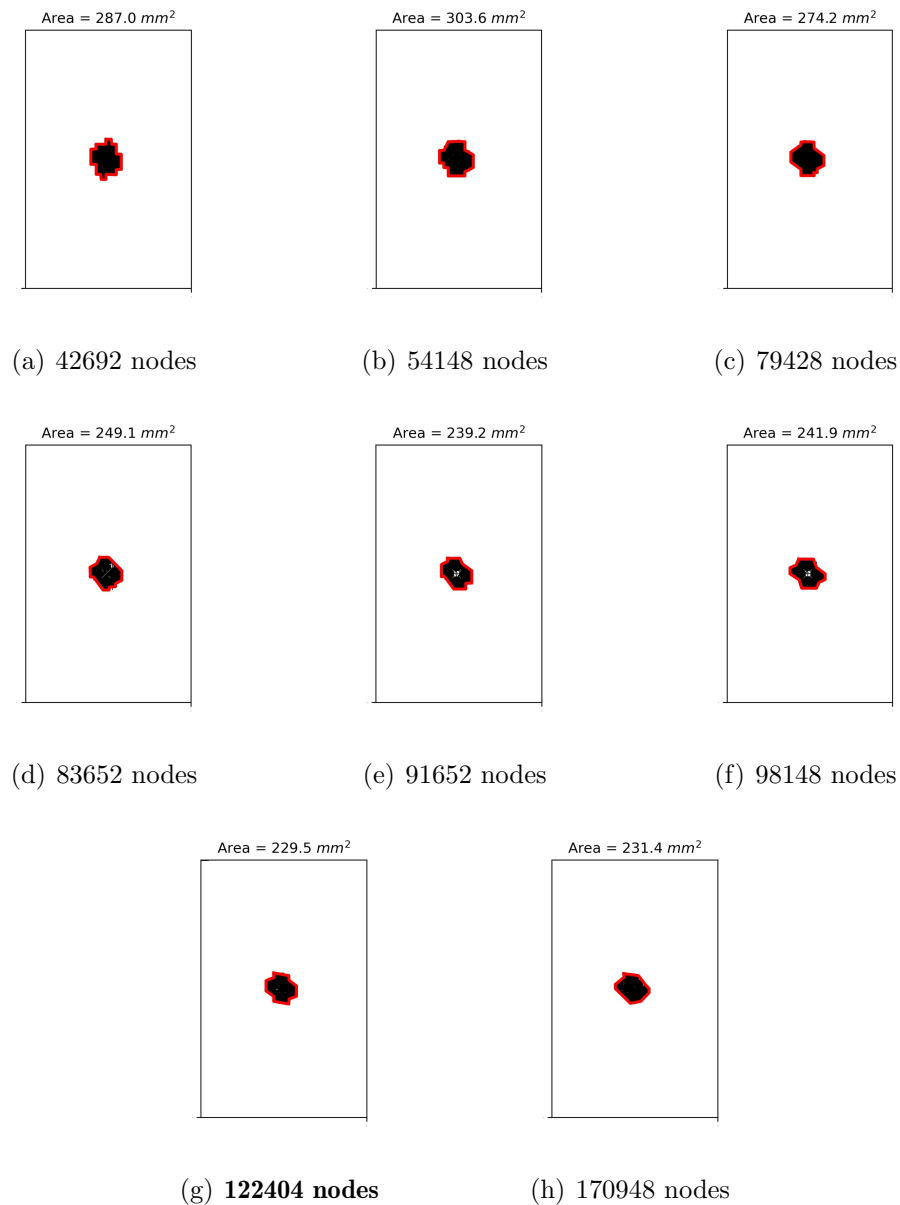 Area = 287.0 mm² Area = 303.6 mm² Area = 274.2 mm²
(a) 42692 nodes (b) 54148 nodes (c) 79428 nodes
Area = 249.1 mm² Area = 239.2 mm² Area = 241.9 mm²
(d) 83652 nodes (e) 91652 nodes (f) 98148 nodes
Area = 229.5 mm² Area = 231.4 mm²
(g) 122404 nodes (h) 170948 nodes